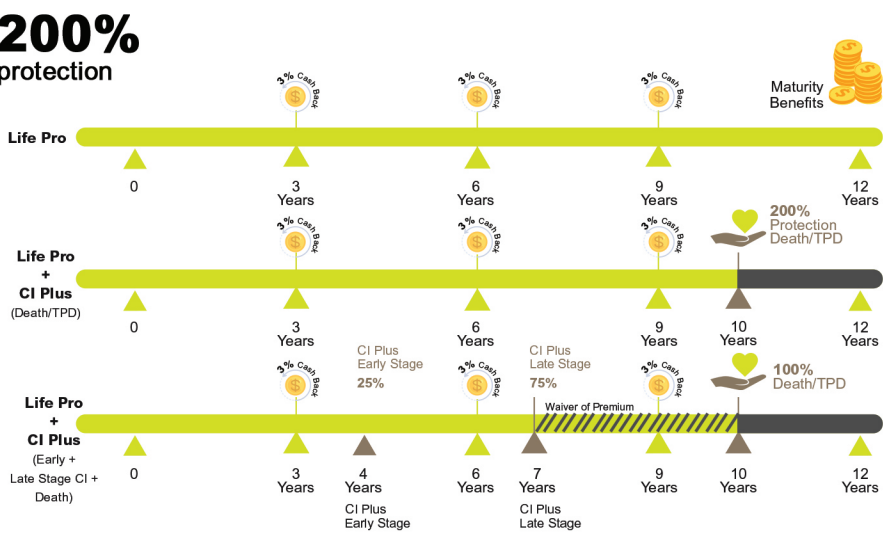 200%
protection
3% Cash Back
3% Cash Back
3% Cash Back
Maturity
Benefits
Life Pro
0
3
Years
6
Years
9
Years
12
Years
3% Cash Back
3% Cash Back
3% Cash Back
200%
Protection
Death/TPD
Life Pro
+
CI Plus
(Death/TPD)
0
3
Years
6
Years
9
Years
10
Years
12
Years
3% Cash Back
CI Plus
Early Stage
25%
3% Cash Back
CI Plus
Late Stage
75%
3% Cash Back
100%
Death/TPD
Waiver of Premium
Life Pro
+
CI Plus
(Early +
Late Stage CI +
Death)
0
3
Years
4
Years
CI Plus
Early Stage
6
Years
7
Years
CI Plus
Late Stage
9
Years
10
Years
12
Years